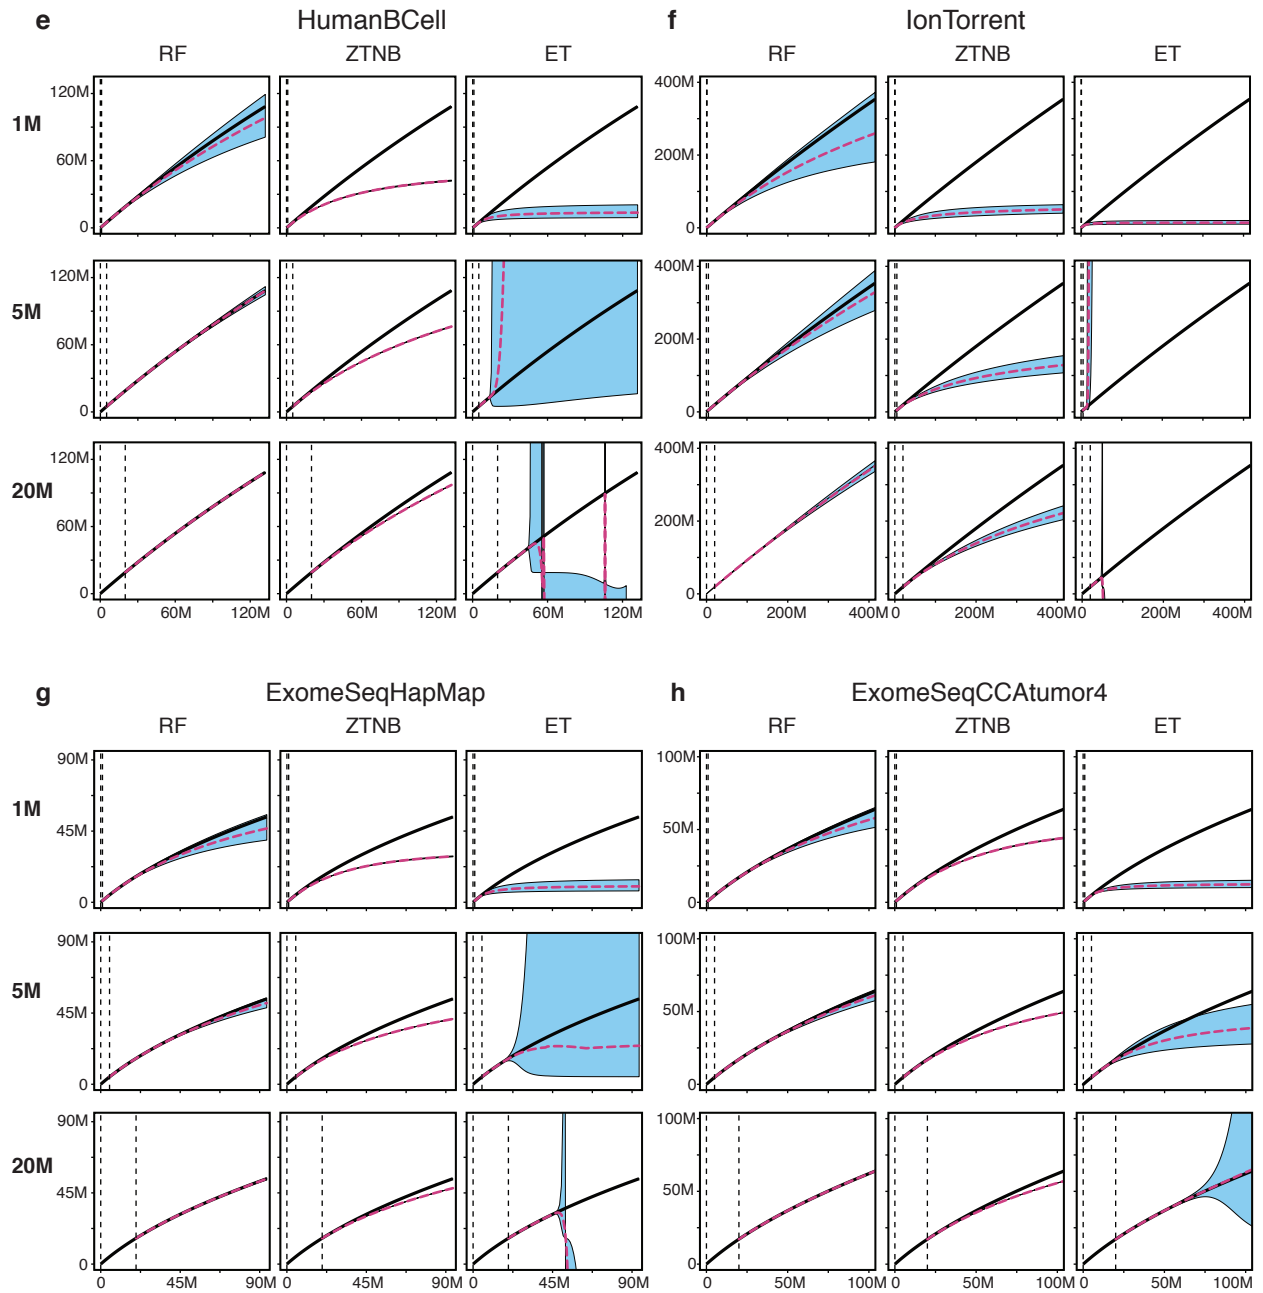 e HumanBCell
RF ZTNB ET
1M
120M
60M
0
5M
120M
60M
0
20M
120M
60M
0
0 60M 120M 0 60M 120M 0 60M 120M
f IonTorrent
RF ZTNB ET
400M
200M
0
400M
200M
0
400M
200M
0
0 200M 400M 0 200M 400M 0 200M 400M
g ExomeSeqHapMap
RF ZTNB ET
1M
90M
45M
0
5M
90M
45M
0
20M
90M
45M
0
0 45M 90M 0 45M 90M 0 45M 90M
h ExomeSeqCCAtumor4
RF ZTNB ET
100M
50M
0
100M
50M
0
100M
50M
0
0 50M 100M 0 50M 100M 0 50M 100M